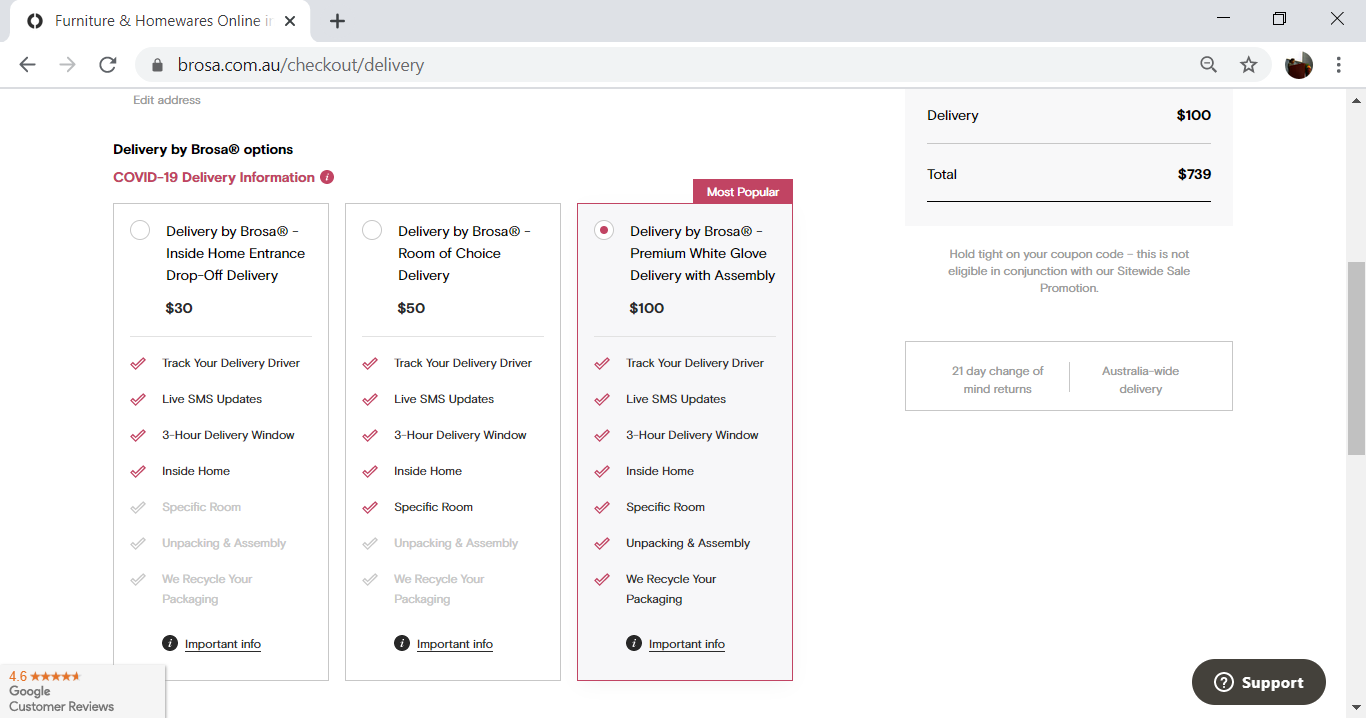 Furniture & Homewares Online in
brosa.com.au/checkout/delivery
Edit address
Delivery by Brosa® options
COVID-19 Delivery Information i
Delivery by Brosa® -
Inside Home Entrance
Drop-Off Delivery
$30
Track Your Delivery Driver
Live SMS Updates
3-Hour Delivery Window
Inside Home
Specific Room
Unpacking & Assembly
We Recycle Your
Packaging
i Important info
Delivery by Brosa® -
Room of Choice
Delivery
$50
Track Your Delivery Driver
Live SMS Updates
3-Hour Delivery Window
Inside Home
Specific Room
Unpacking & Assembly
We Recycle Your
Packaging
i Important info
Most Popular
Delivery by Brosa® -
Premium White Glove
Delivery with Assembly
$100
Track Your Delivery Driver
Live SMS Updates
3-Hour Delivery Window
Inside Home
Specific Room
Unpacking & Assembly
We Recycle Your
Packaging
i Important info
Delivery $100
Total $739
Hold tight on your coupon code – this is not
eligible in conjunction with our Sitewide Sale
Promotion.
21 day change of
mind returns
Australia-wide
delivery
4.6 ★★★★★
Google
Customer Reviews
? Support